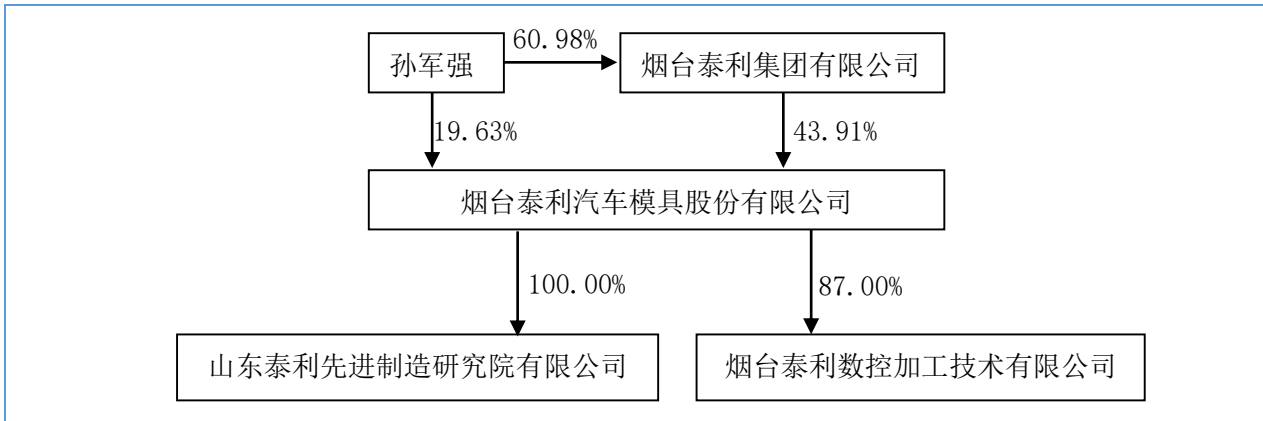 60.98%
孙军强
烟台泰利集团有限公司
19.63%
43.91%
烟台泰利汽车模具股份有限公司
100.00%
87.00%
山东泰利先进制造研究院有限公司
烟台泰利数控加工技术有限公司